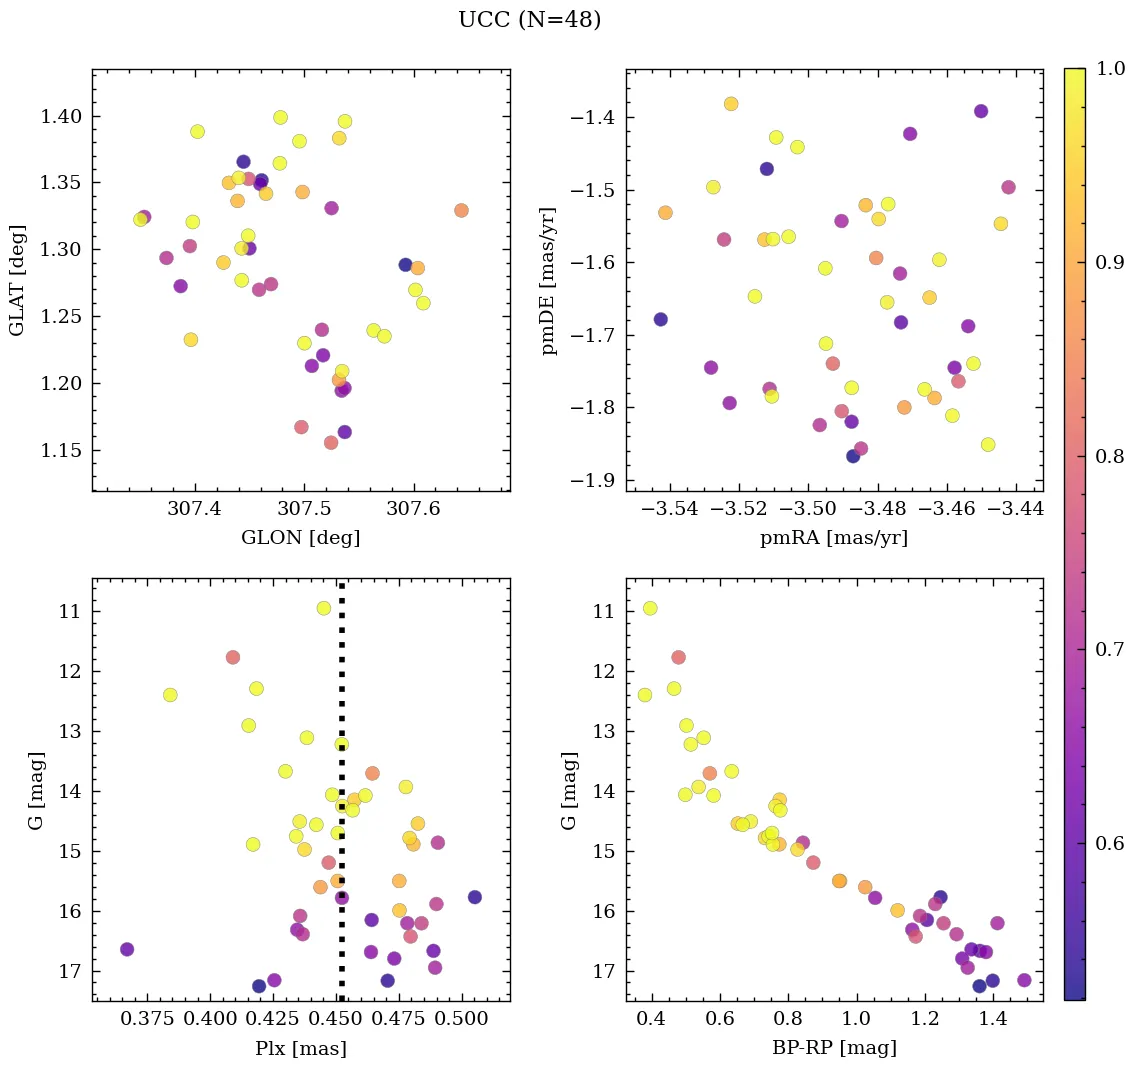 UCC (N=48)
1.40
1.35
1.30
1.25
1.20
1.15
GLAT [deg]
307.4 307.5 307.6
GLON [deg]
−1.4
−1.5
−1.6
−1.7
−1.8
−1.9
pmDE [mas/yr]
−3.54 −3.52 −3.50 −3.48 −3.46 −3.44
pmRA [mas/yr]
1.0
0.9
0.8
0.7
0.6
11
12
13
14
15
16
17
G [mag]
0.375 0.400 0.425 0.450 0.475 0.500
Plx [mas]
11
12
13
14
15
16
17
G [mag]
0.4 0.6 0.8 1.0 1.2 1.4
BP-RP [mag]